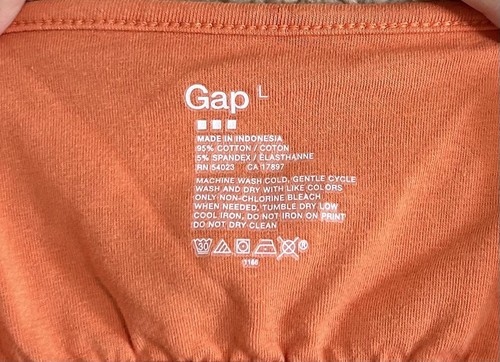 Gap L
MADE IN INDONESIA
95% COTTON / COTON
5% SPANDEX / ÉLASTHANNE
RN 54023 CA 17897
MACHINE WASH COLD, GENTLE CYCLE
WASH AND DRY WITH LIKE COLORS
ONLY NON-CHLORINE BLEACH
WHEN NEEDED, TUMBLE DRY LOW
COOL IRON, DO NOT IRON ON PRINT
DO NOT DRY CLEAN
30 ®